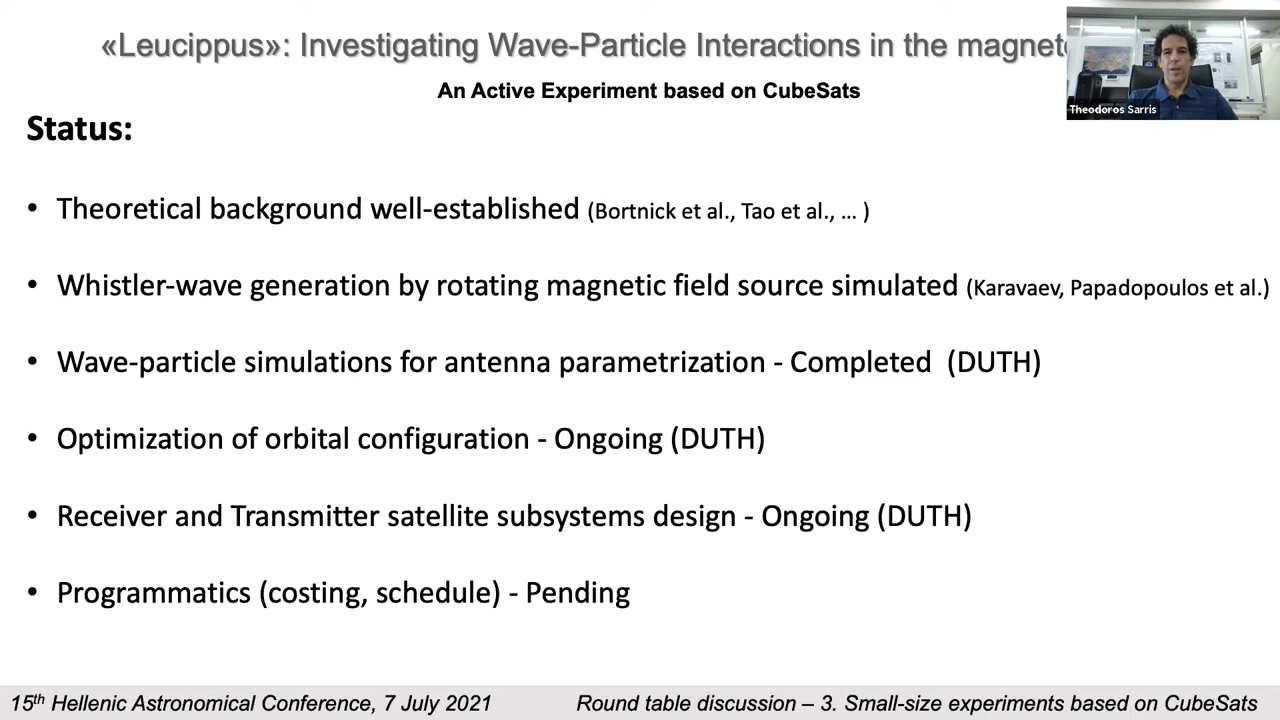 «Leucippus»: Investigating Wave-Particle Interactions in the
An Active Experiment based on CubeSats
Theodoros Sarris
Status:
• Theoretical background well-established (Bortnick et al., Tao et al., … )
• Whistler-wave generation by rotating magnetic field source simulated (Karavaev, Papadopoulos et al.)
• Wave-particle simulations for antenna parametrization - Completed (DUTH)
• Optimization of orbital configuration - Ongoing (DUTH)
• Receiver and Transmitter satellite subsystems design - Ongoing (DUTH)
• Programmatics (costing, schedule) - Pending
15th Hellenic Astronomical Conference, 7 July 2021 Round table discussion – 3. Small-size experiments based on CubeSats